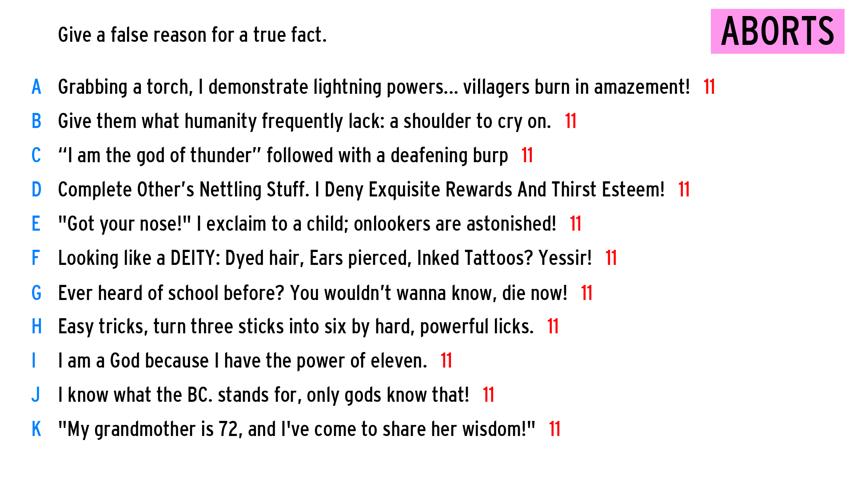 Give a false reason for a true fact.
ABORTS
A Grabbing a torch, I demonstrate lightning powers... villagers burn in amazement! 11
B Give them what humanity frequently lack: a shoulder to cry on. 11
C “I am the god of thunder” followed with a deafening burp 11
D Complete Other’s Nettling Stuff. I Deny Exquisite Rewards And Thirst Esteem! 11
E "Got your nose!" I exclaim to a child; onlookers are astonished! 11
F Looking like a DEITY: Dyed hair, Ears pierced, Inked Tattoos? Yessir! 11
G Ever heard of school before? You wouldn’t wanna know, die now! 11
H Easy tricks, turn three sticks into six by hard, powerful licks. 11
I I am a God because I have the power of eleven. 11
J I know what the BC. stands for, only gods know that! 11
K "My grandmother is 72, and I've come to share her wisdom!" 11